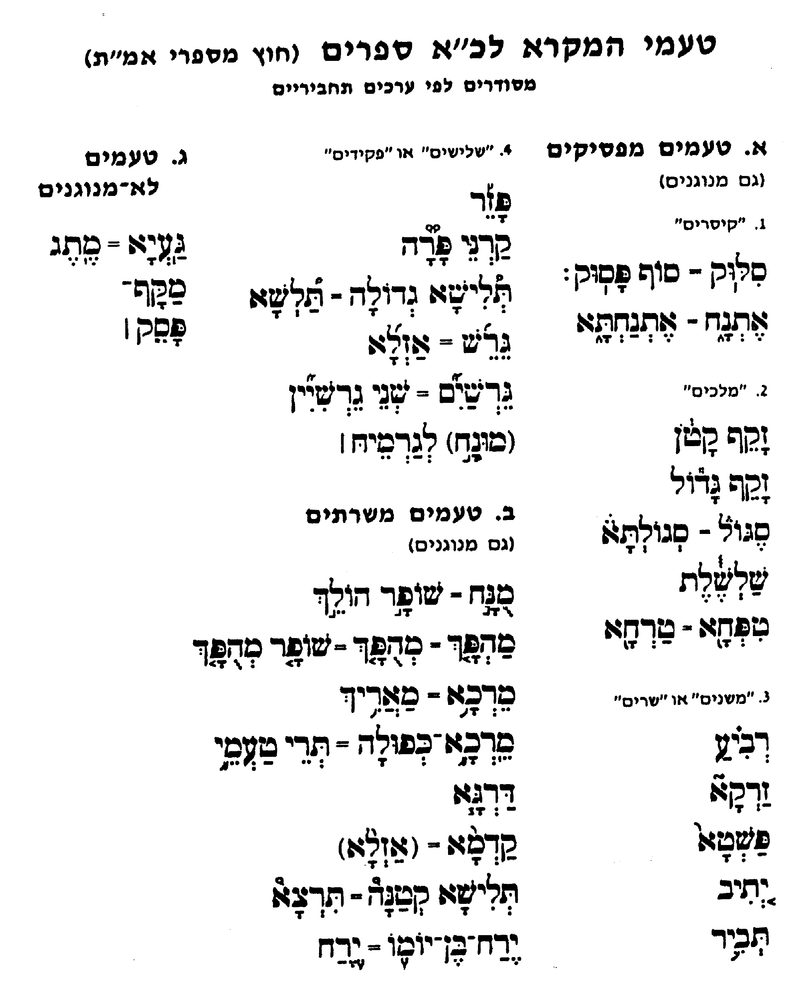 טעמי המקרא לכ״א ספרים (חוץ מספרי אמ״ת)
מסודרים לפי ערכים תחביריים
א. טעמים מפסיקים
(גם מנוגנים)
1. ״קיסרים״
סִלּֽוּק - סוֹף פָּסֽוּק׃
אֶתְנָ֑ח - אֶתְנַחְתָּ֑א
2. ״מלכים״
זָקֵף קָטֹ֔ן
זָקֵף גָּד֕וֹל
סֶגּוֹל֒ - סְגוֹלְתָּא֒
שַׁלְשֶׁ֓לֶת
טִפְּחָ֖א - טַרְחָ֖א
3. ״משנים״ או ״שרים״
רְבִ֗יעַ
זַרְקָא֘
פַּשְׁטָא֙
יְ֚תִיב
תְּבִ֛יר
4. ״שלישים״ או ״פקידים״
פָּזֵ֡ר
קַרְנֵי פָרָ֟ה
תְּ֠לִישָׁא גְדוֹלָה - תַּ֠לְשָׁא
גֵּרֵ֜שׁ = אַזְלָ֜א
גֵּרְשַׁ֞יִם = שְׁנֵי גֵרְשִׁ֞יִין
(מוּנָּ֣ח) לְגַרְמֵיהּ ׀
ב. טעמים משרתים
(גם מנוגנים)
מֻנָּ֣ח - שׁוֹפָ֣ר הוֹלֵ֣ךְ
מַהְפָּ֤ךְ - מְהֻפָּ֤ךְ = שׁוֹפָ֤ר מְהֻפָּ֤ךְ
מֵרְכָ֥א = מַאֲרִ֥יךְ
מֵֽרְכָ֦א־כְּפוּלָה = תְּרֵי טַעְמֵ֦י
דַּרְגָּ֧א
קַדְמָ֨א = (אַזְלָ֨א)
תְּלִישָׁא קְטַנָּה֩ = תִּרְצָא֩
יֶרַח־בֶּן־יוֹמ֪וֹ = יָרֵ֪חַ
ג. טעמים
לא־מנוגנים
גַּֽעְיָא = מֶֽתֶג
מַקָּף־
פָּסֵק ׀